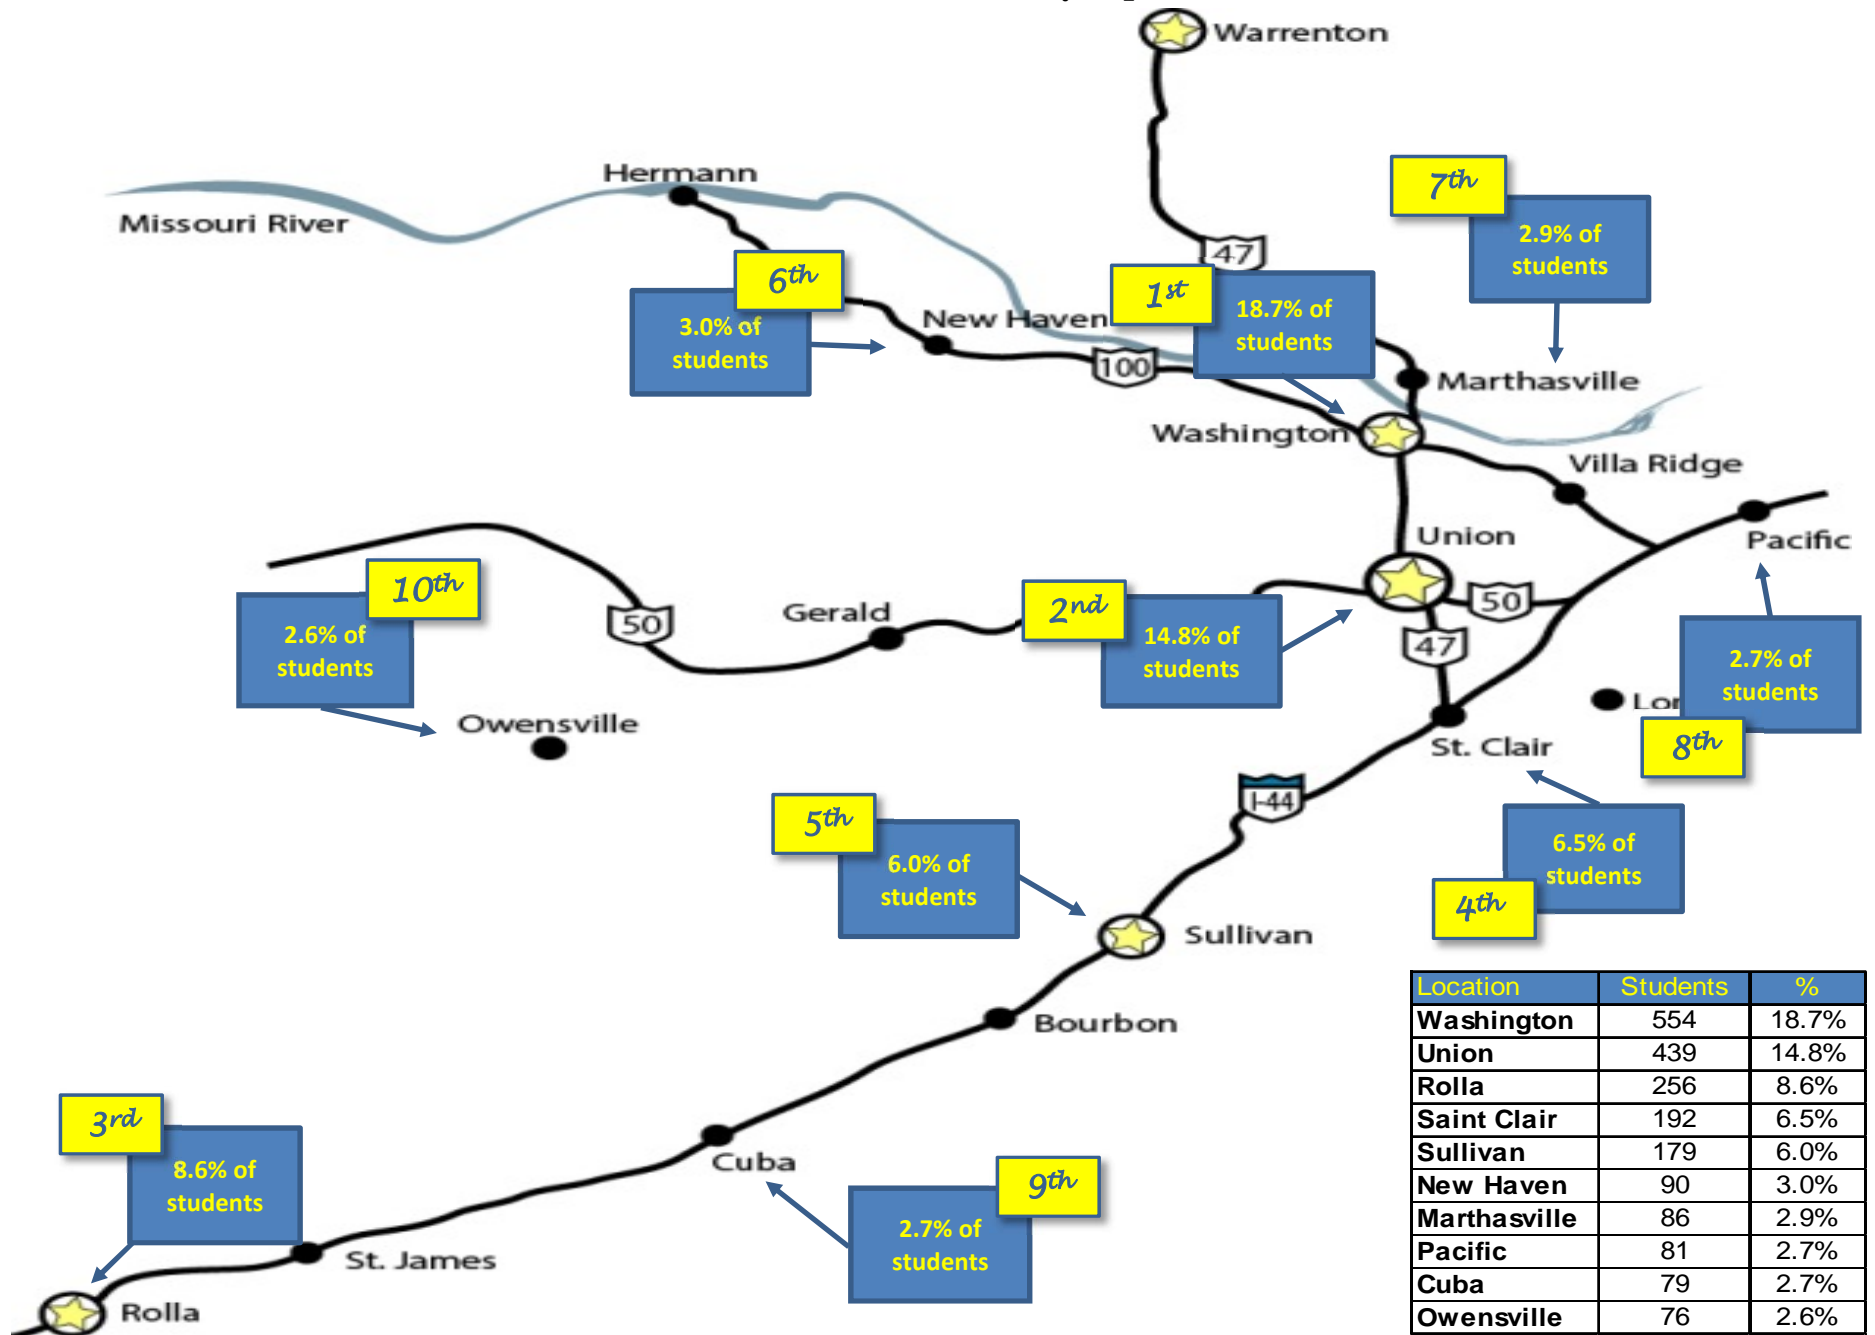 Warrenton
Hermann
Missouri River
7th
2.9% of
students
47
6th
3.0% of
students
1st
18.7% of
students
New Haven
100
Marthasville
Washington
Villa Ridge
Union
Pacific
10th
2.6% of
students
50
Gerald
2nd
14.8% of
students
50
47
2.7% of
students
8th
Owensville
St. Clair
I-44
5th
6.0% of
students
6.5% of
students
4th
Sullivan
Bourbon
3rd
8.6% of
students
Cuba
9th
2.7% of
students
St. James
Rolla
Location Students %
Washington 554 18.7%
Union 439 14.8%
Rolla 256 8.6%
Saint Clair 192 6.5%
Sullivan 179 6.0%
New Haven 90 3.0%
Marthasville 86 2.9%
Pacific 81 2.7%
Cuba 79 2.7%
Owensville 76 2.6%